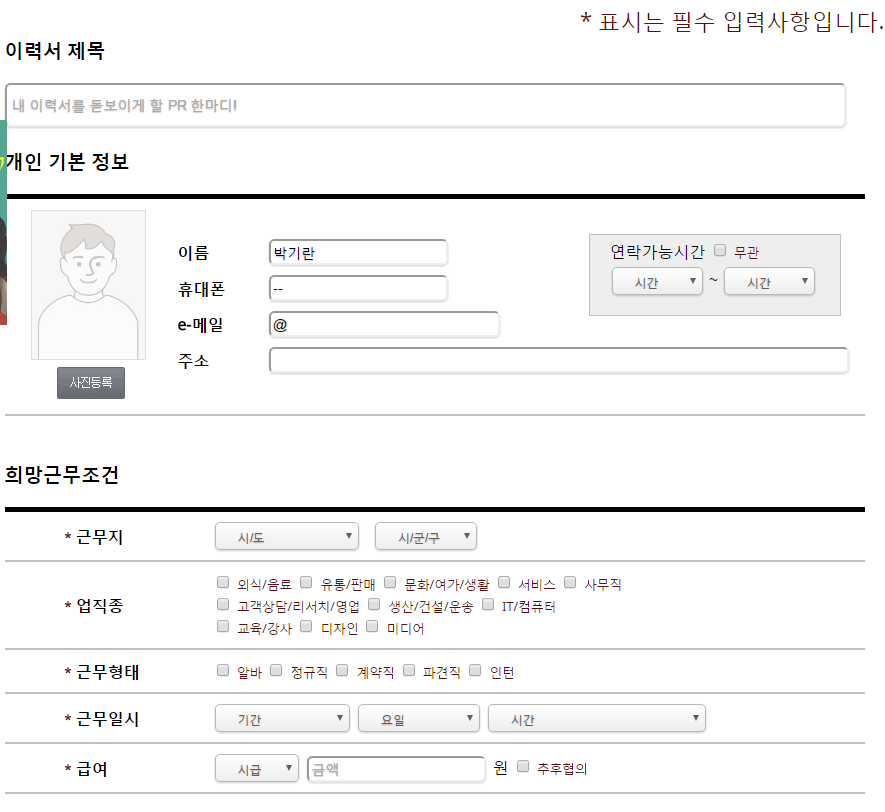 * 표시는 필수 입력사항입니다.
이력서 제목
내 이력서를 돋보이게 할 PR 한마디!
개인 기본 정보
이름 박기란
연락가능시간 무관
시간 ~ 시간
휴대폰 --
e-메일 @
주소
사진등록
희망근무조건
* 근무지 시/도 시/군/구
* 업직종
외식/음료 유통/판매 문화/여가/생활 서비스 사무직
고객상담/리서치/영업 생산/건설/운송 IT/컴퓨터
교육/강사 디자인 미디어
* 근무형태 알바 정규직 계약직 파견직 인턴
* 근무일시 기간 요일 시간
* 급여 시급 금액 원 추후협의